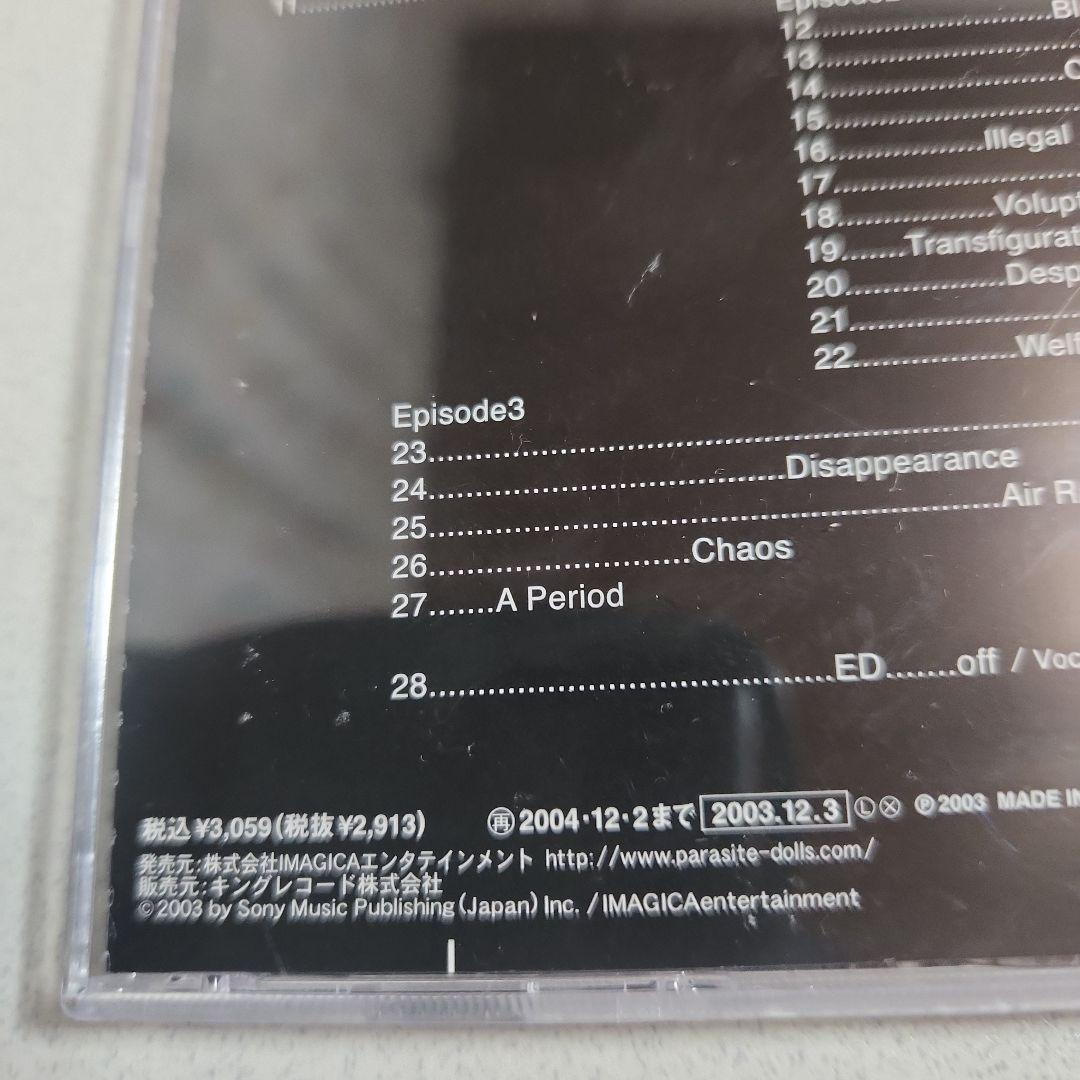 Episode
12
13
14
15
16....................Illegal
17
18....................Volupt
19.......Transfigurat
20....................Desp
21
22....................Welf
Episode3
23
24....................Disappearance
25....................Air R
26....................Chaos
27.......A Period
28....................ED.......off / Voc
税込¥3,059(税抜¥2,913) 再2004・12・2まで 2003.12.3 Ⓛ ⓧ ℗2003 MADE IN
発売元:株式会社IMAGICAエンタテインメント http://www.parasite-dolls.com/
販売元:キングレコード株式会社
©2003 by Sony Music Publishing(Japan)Inc. / IMAGICAentertainment